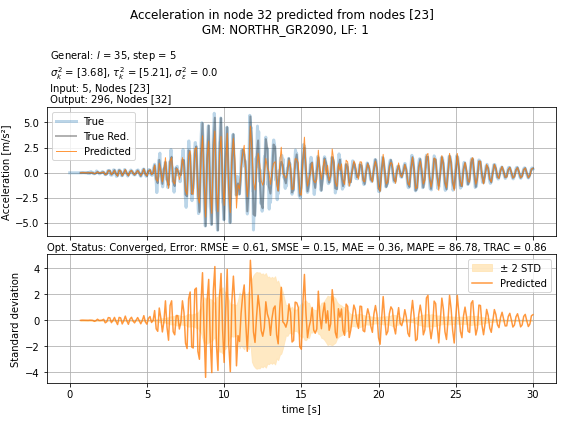 Acceleration in node 32 predicted from nodes [23]
GM: NORTHR_GR2090, LF: 1
General: l = 35, step = 5
σ²ₖ = [3.68], τ²ₖ = [5.21], σ²ε = 0.0
Input: 5, Nodes [23]
Output: 296, Nodes [32]
Acceleration [m/s²]
5.0
2.5
0.0
−2.5
−5.0
True
True Red.
Predicted
Opt. Status: Converged, Error: RMSE = 0.61, SMSE = 0.15, MAE = 0.36, MAPE = 86.78, TRAC = 0.86
Standard deviation
4
2
0
−2
−4
± 2 STD
Predicted
0 5 10 15 20 25 30
time [s]